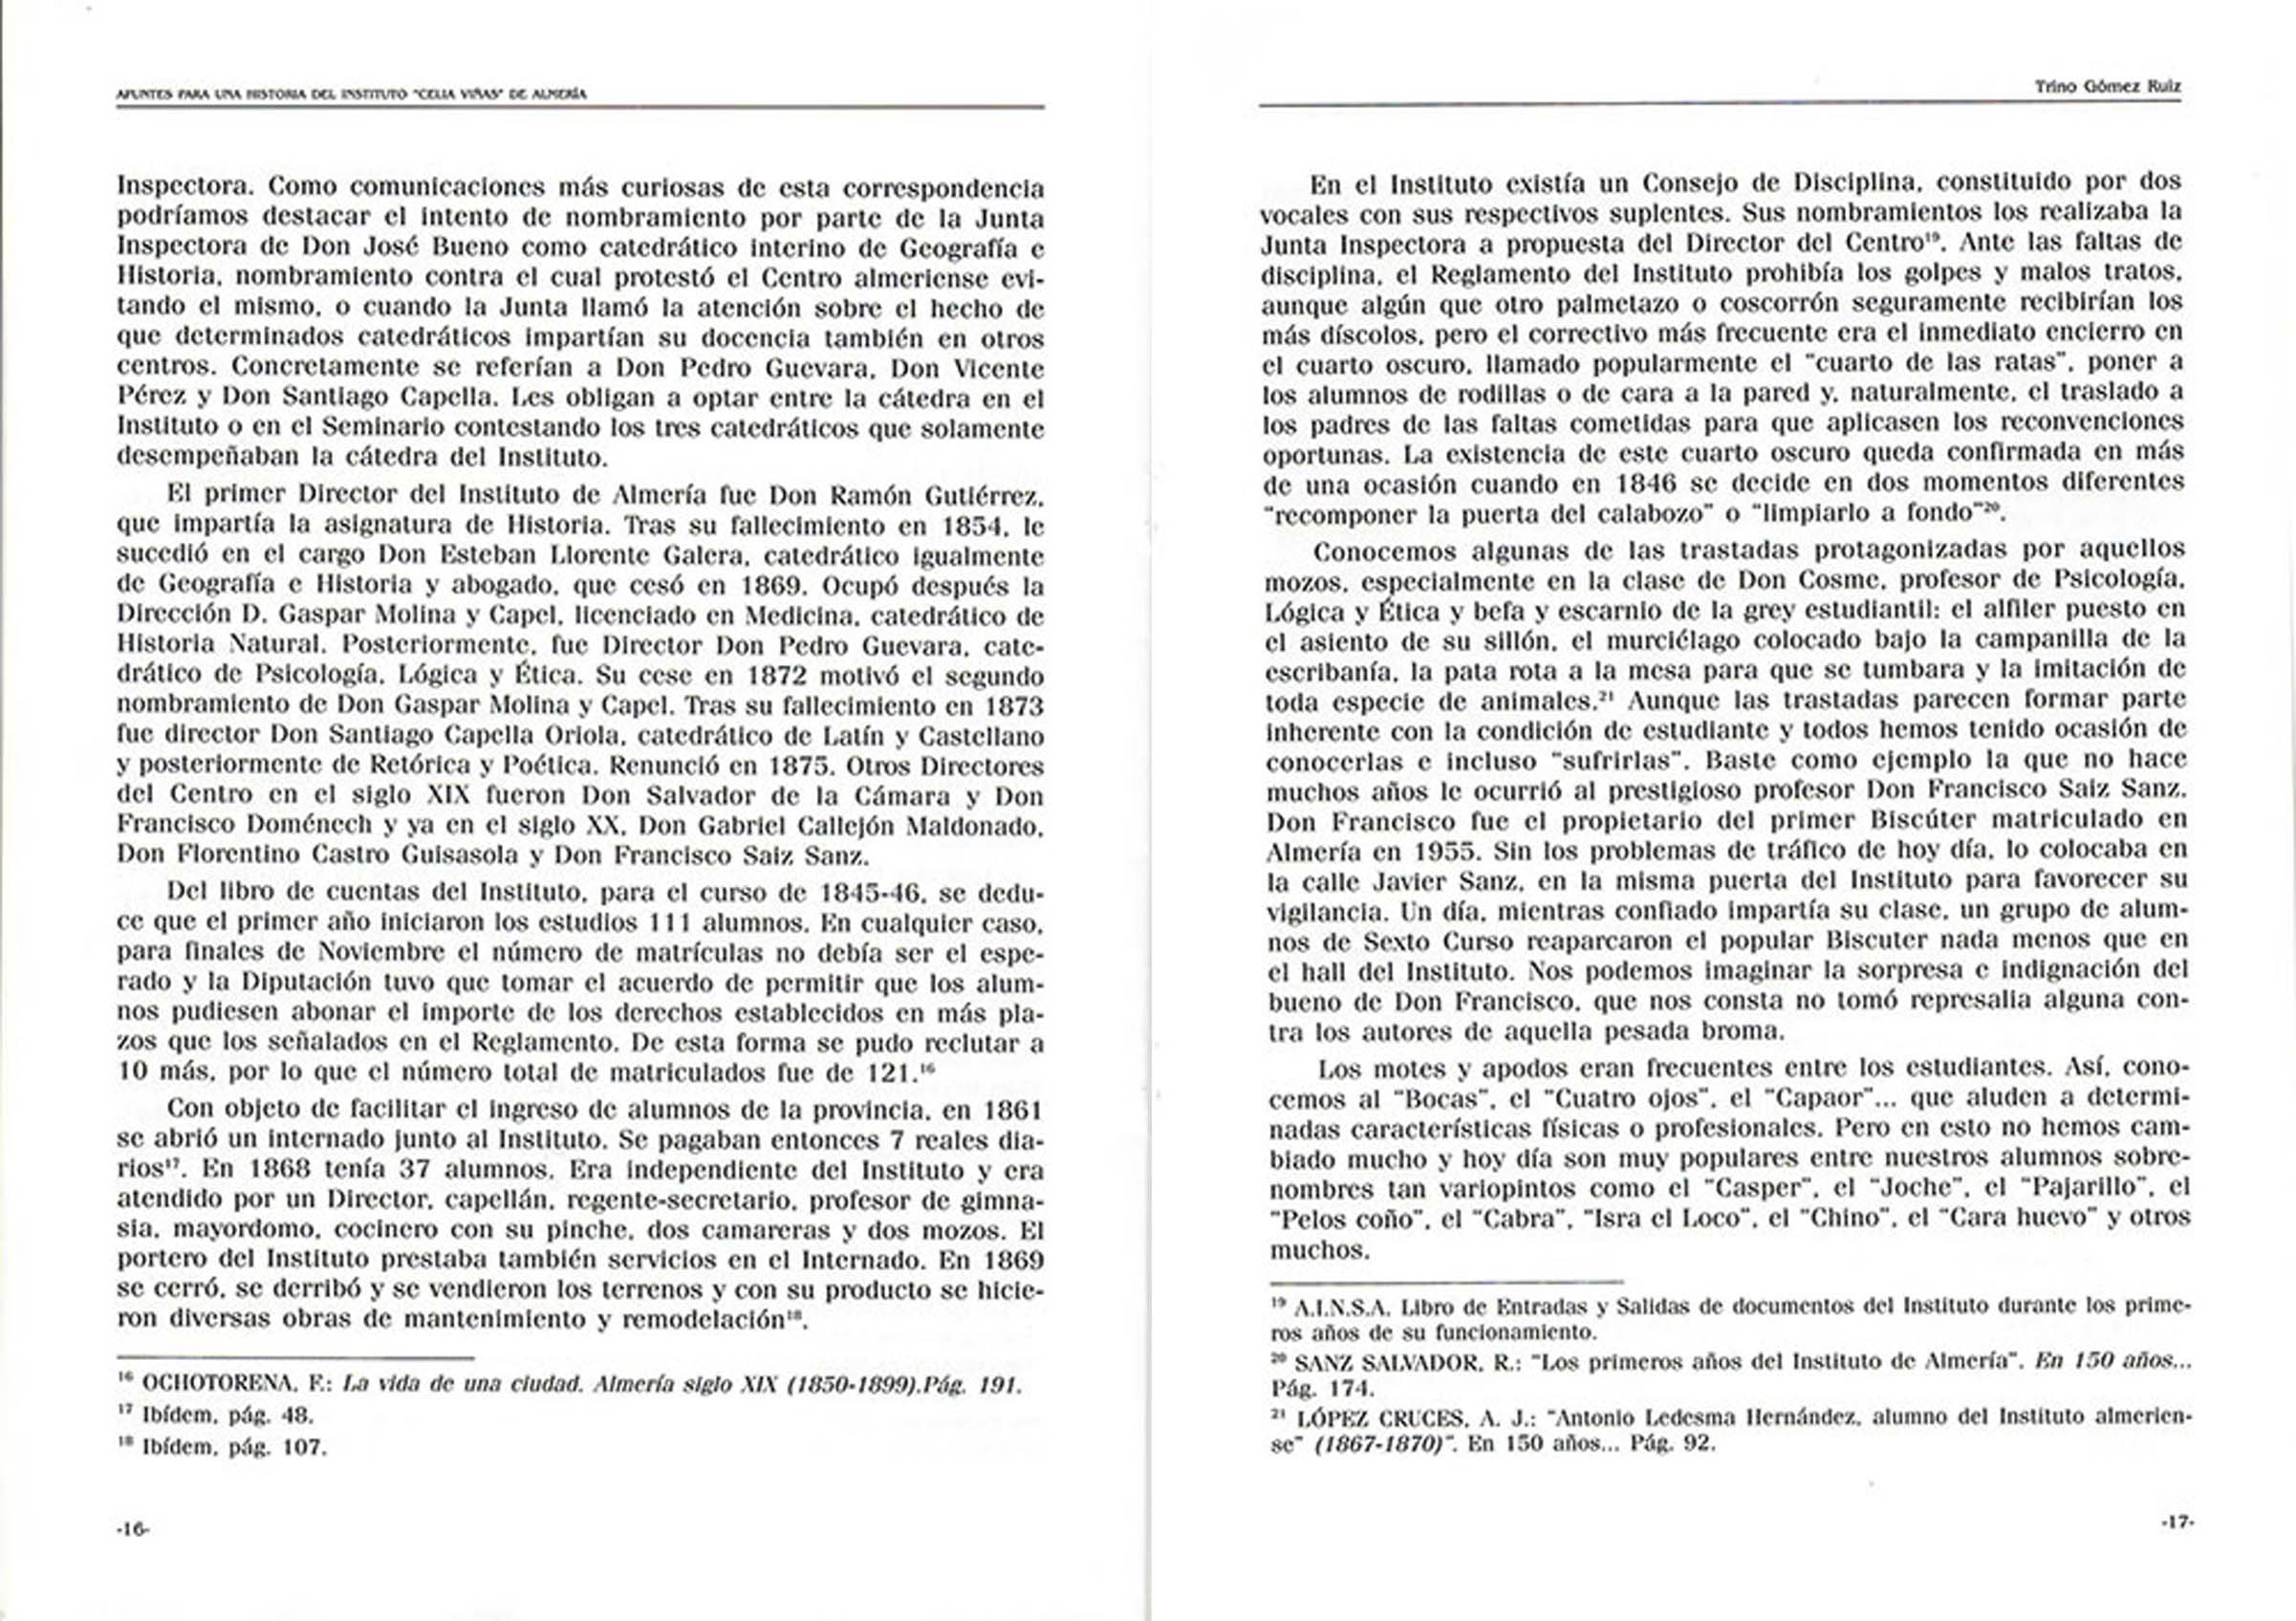 APUNTES PARA UNA HISTORIA DEL INSTITUTO "CELIA VIÑAS" DE ALMERÍA
Inspectora. Como comunicaciones más curiosas de esta correspondencia
podríamos destacar el intento de nombramiento por parte de la Junta
Inspectora de Don José Bueno como catedrático interino de Geografía e
Historia, nombramiento contra el cual protestó el Centro almeriense evi-
tando el mismo, o cuando la Junta llamó la atención sobre el hecho de
que determinados catedráticos impartían su docencia también en otros
centros. Concretamente se referían a Don Pedro Guevara, Don Vicente
Pérez y Don Santiago Capella. Les obligan a optar entre la cátedra en el
Instituto o en el Seminario contestando los tres catedráticos que solamente
desempeñaban la cátedra del Instituto.
El primer Director del Instituto de Almería fue Don Ramón Gutiérrez,
que impartía la asignatura de Historia. Tras su fallecimiento en 1854, le
sucedió en el cargo Don Esteban Llorente Galera, catedrático igualmente
de Geografía e Historia y abogado, que cesó en 1869. Ocupó después la
Dirección D. Gaspar Molina y Capel, licenciado en Medicina, catedrático de
Historia Natural. Posteriormente, fue Director Don Pedro Guevara, cate-
drático de Psicología, Lógica y Ética. Su cese en 1872 motivó el segundo
nombramiento de Don Gaspar Molina y Capel. Tras su fallecimiento en 1873
fue director Don Santiago Capella Oriola, catedrático de Latín y Castellano
y posteriormente de Retórica y Poética. Renunció en 1875. Otros Directores
del Centro en el siglo XIX fueron Don Salvador de la Cámara y Don
Francisco Doménech y ya en el siglo XX, Don Gabriel Callejón Maldonado,
Don Florentino Castro Guisasola y Don Francisco Saiz Sanz.
Del libro de cuentas del Instituto, para el curso de 1845-46, se dedu-
ce que el primer año iniciaron los estudios 111 alumnos. En cualquier caso,
para finales de Noviembre el número de matrículas no debía ser el espe-
rado y la Diputación tuvo que tomar el acuerdo de permitir que los alum-
nos pudiesen abonar el importe de los derechos establecidos en más pla-
zos que los señalados en el Reglamento. De esta forma se pudo reclutar a
10 más, por lo que el número total de matriculados fue de 121.¹⁶
Con objeto de facilitar el ingreso de alumnos de la provincia, en 1861
se abrió un internado junto al Instituto. Se pagaban entonces 7 reales dia-
rios¹⁷. En 1868 tenía 37 alumnos. Era independiente del Instituto y era
atendido por un Director, capellán, regente-secretario, profesor de gimna-
sia, mayordomo, cocinero con su pinche, dos camareras y dos mozos. El
portero del Instituto prestaba también servicios en el Internado. En 1869
se cerró, se derribó y se vendieron los terrenos y con su producto se hicie-
ron diversas obras de mantenimiento y remodelación¹⁸.
¹⁶ OCHOTORENA, F.: La vida de una ciudad. Almería siglo XIX (1850-1899).Pág. 191.
¹⁷ Ibídem, pág. 48.
¹⁸ Ibídem, pág. 107.
-16-
Trino Gómez Ruiz
En el Instituto existía un Consejo de Disciplina, constituido por dos
vocales con sus respectivos suplentes. Sus nombramientos los realizaba la
Junta Inspectora a propuesta del Director del Centro¹⁹. Ante las faltas de
disciplina, el Reglamento del Instituto prohibía los golpes y malos tratos,
aunque algún que otro palmetazo o coscorrón seguramente recibirían los
más díscolos, pero el correctivo más frecuente era el inmediato encierro en
el cuarto oscuro, llamado popularmente el "cuarto de las ratas", poner a
los alumnos de rodillas o de cara a la pared y, naturalmente, el traslado a
los padres de las faltas cometidas para que aplicasen los reconvenciones
oportunas. La existencia de este cuarto oscuro queda confirmada en más
de una ocasión cuando en 1846 se decide en dos momentos diferentes
"recomponer la puerta del calabozo" o "limpiarlo a fondo"²⁰.
Conocemos algunas de las trastadas protagonizadas por aquellos
mozos, especialmente en la clase de Don Cosme, profesor de Psicología,
Lógica y Ética y befa y escarnio de la grey estudiantil: el alfiler puesto en
el asiento de su sillón, el murciélago colocado bajo la campanilla de la
escribanía, la pata rota a la mesa para que se tumbara y la imitación de
toda especie de animales.²¹ Aunque las trastadas parecen formar parte
inherente con la condición de estudiante y todos hemos tenido ocasión de
conocerlas e incluso "sufrirlas". Baste como ejemplo la que no hace
muchos años le ocurrió al prestigioso profesor Don Francisco Saiz Sanz.
Don Francisco fue el propietario del primer Biscúter matriculado en
Almería en 1955. Sin los problemas de tráfico de hoy día, lo colocaba en
la calle Javier Sanz, en la misma puerta del Instituto para favorecer su
vigilancia. Un día, mientras confiado impartía su clase, un grupo de alum-
nos de Sexto Curso reaparcaron el popular Biscuter nada menos que en
el hall del Instituto. Nos podemos imaginar la sorpresa e indignación del
bueno de Don Francisco, que nos consta no tomó represalia alguna con-
tra los autores de aquella pesada broma.
Los motes y apodos eran frecuentes entre los estudiantes. Así, cono-
cemos al "Bocas", el "Cuatro ojos", el "Capaor"... que aluden a determi-
nadas características físicas o profesionales. Pero en esto no hemos cam-
biado mucho y hoy día son muy populares entre nuestros alumnos sobre-
nombres tan variopintos como el "Casper", el "Joche", el "Pajarillo", el
"Pelos coño", el "Cabra", "Isra el Loco", el "Chino", el "Cara huevo" y otros
muchos.
¹⁹ A.I.N.S.A. Libro de Entradas y Salidas de documentos del Instituto durante los prime-
ros años de su funcionamiento.
²⁰ SANZ SALVADOR, R.: "Los primeros años del Instituto de Almería". En 150 años...
Pág. 174.
²¹ LÓPEZ CRUCES, A. J.: "Antonio Ledesma Hernández, alumno del Instituto almerien-
se" (1867-1870)". En 150 años... Pág. 92.
-17-